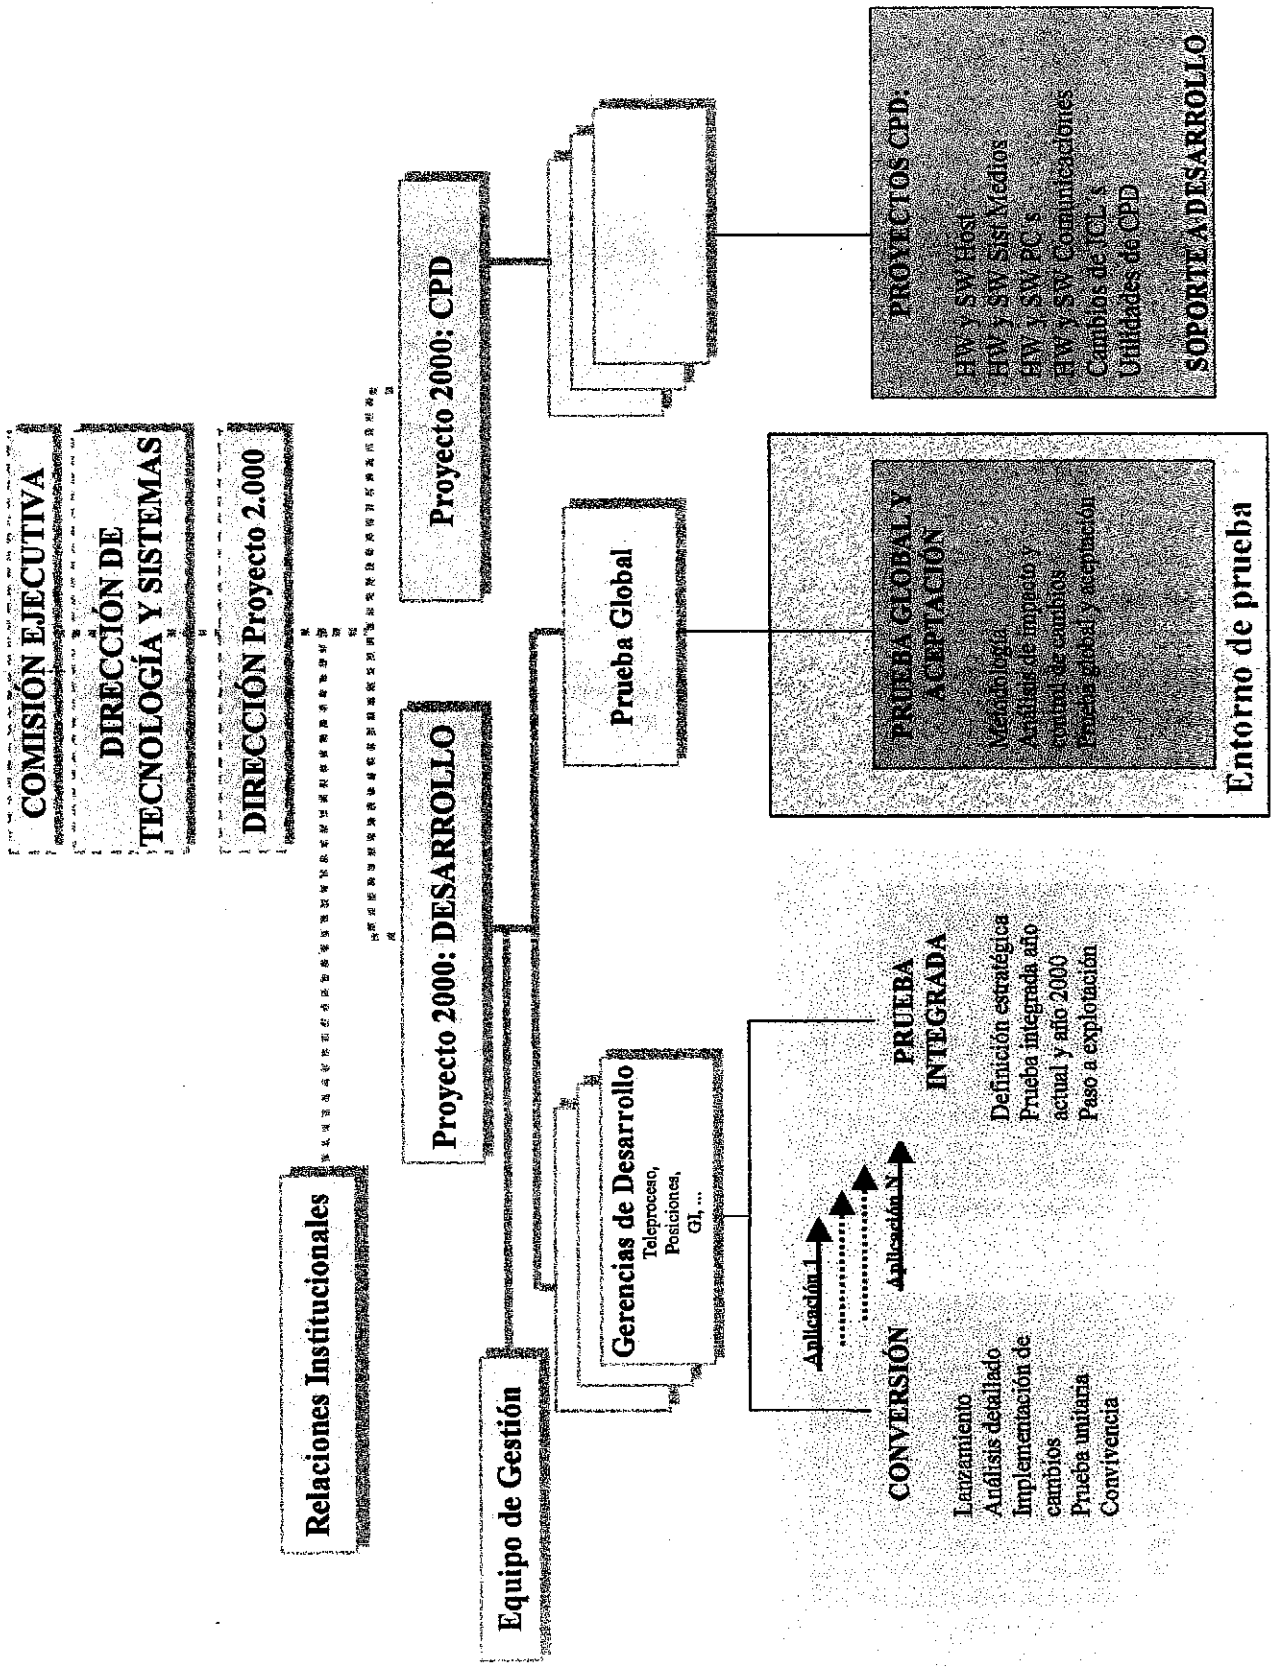 COMISIÓN EJECUTIVA
DIRECCIÓN DE
TECNOLOGÍA Y SISTEMAS
DIRECCIÓN Proyecto 2.000
Relaciones Institucionales
Proyecto 2000: DESARROLLO
Proyecto 2000: CPD
Equipo de Gestión
Gerencias de Desarrollo
Teleproceso,
Posiciones,
GI, ...
Prueba Global
Aplicación 1
Aplicación N
CONVERSIÓN
Lanzamiento
Análisis detallado
Implementación de
cambios
Prueba unitaria
Convivencia
PRUEBA
INTEGRADA
Definición estratégica
Prueba integrada año
actual y año 2000
Paso a explotación
PRUEBA GLOBAL Y
ACEPTACIÓN
Metodología
Análisis de impacto y
control de cambios
Prueba global y aceptación
Entorno de prueba
PROYECTOS CPD:
HW y SW Host
HW y SW Sist Medios
HW y SW PC´s
HW y SW Comunicaciones
Cambios de JCL´s
Utilidades de CPD
SOPORTE A DESARROLLO